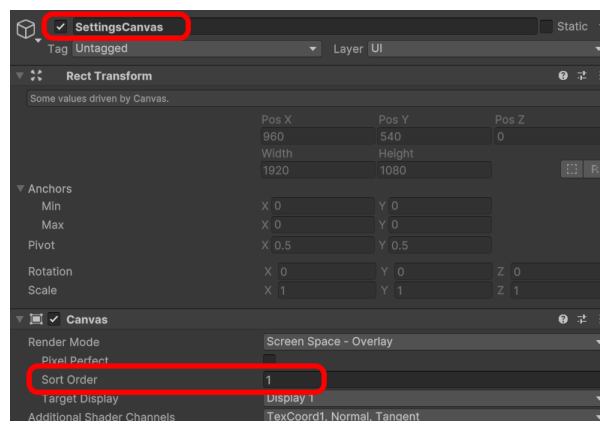 SettingsCanvas Static
Tag Untagged Layer UI
Rect Transform
Some values driven by Canvas.
Pos X Pos Y Pos Z
960 540 0
Width Height
1920 1080
R
Anchors
Min X 0 Y 0
Max X 0 Y 0
Pivot X 0.5 Y 0.5
Rotation X 0 Y 0 Z 0
Scale X 1 Y 1 Z 1
Canvas
Render Mode Screen Space - Overlay
Pixel Perfect
Sort Order 1
Target Display Display 1
Additional Shader Channels TexCoord1, Normal, Tangent